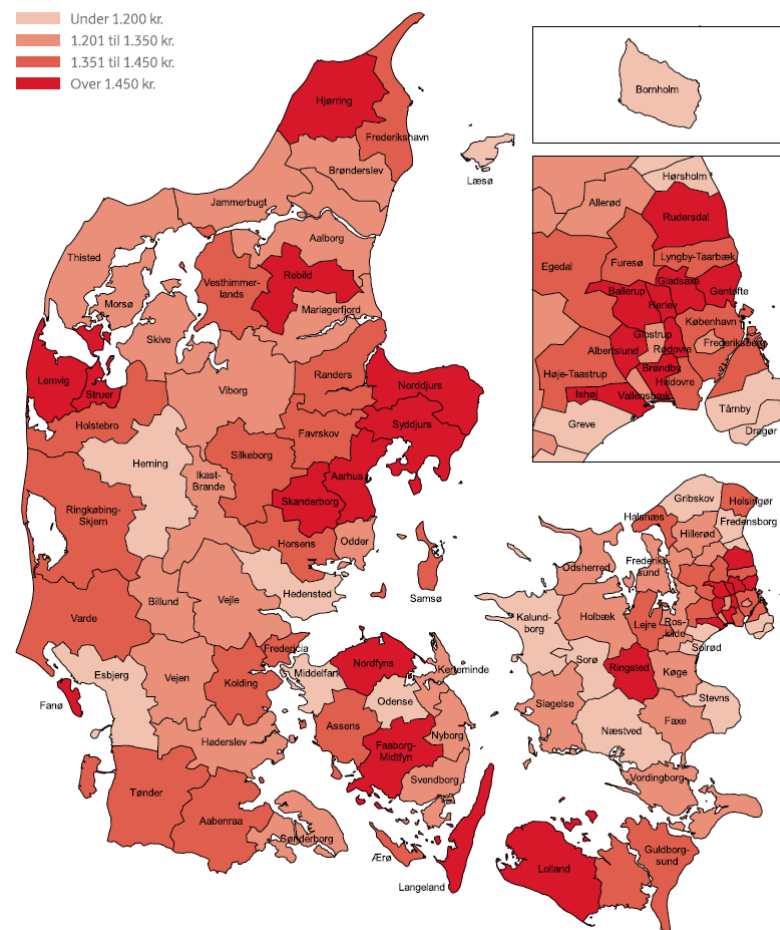 Under 1.200 kr.
1.201 til 1.350 kr.
1.351 til 1.450 kr.
Over 1.450 kr.
Hjørring
Frederikshavn
Brønderslev
Læsø
Jammerbugt
Aalborg
Thisted
Vesthimmer-
lands
Rebild
Morsø
Mariagerfjord
Skive
Lemvig
Struer
Viborg
Randers
Norddjurs
Holstebro
Favrskov
Syddjurs
Herning
Silkeborg
Ikast-
Brande
Aarhus
Skanderborg
Ringkøbing-
Skjern
Horsens
Odder
Samsø
Hedensted
Billund
Vejle
Varde
Fredericia
Esbjerg
Vejen
Kolding
Fanø
Haderslev
Tønder
Aabenraa
Sønderborg
Middelfart
Nordfyns
Kerteminde
Odense
Assens
Nyborg
Faaborg-
Midtfyn
Svendborg
Ærø
Langeland
Bornholm
Hørsholm
Allerød
Rudersdal
Egedal
Furesø
Lyngby-Taarbæk
Gladsaxe
Ballerup
Gentofte
Herlev
København
Glostrup
Frederiksberg
Albertslund
Rødovre
Høje-Taastrup
Brøndby
Hvidovre
Ishøj
Vallensbæk
Tårnby
Greve
Dragør
Gribskov
Helsingør
Halsnæs
Fredensborg
Hillerød
Odsherred
Frederiks-
sund
Kalund-
borg
Holbæk
Lejre
Ros-
kilde
Solrød
Sorø
Ringsted
Køge
Stevns
Slagelse
Næstved
Faxe
Vordingborg
Lolland
Guldborg-
sund